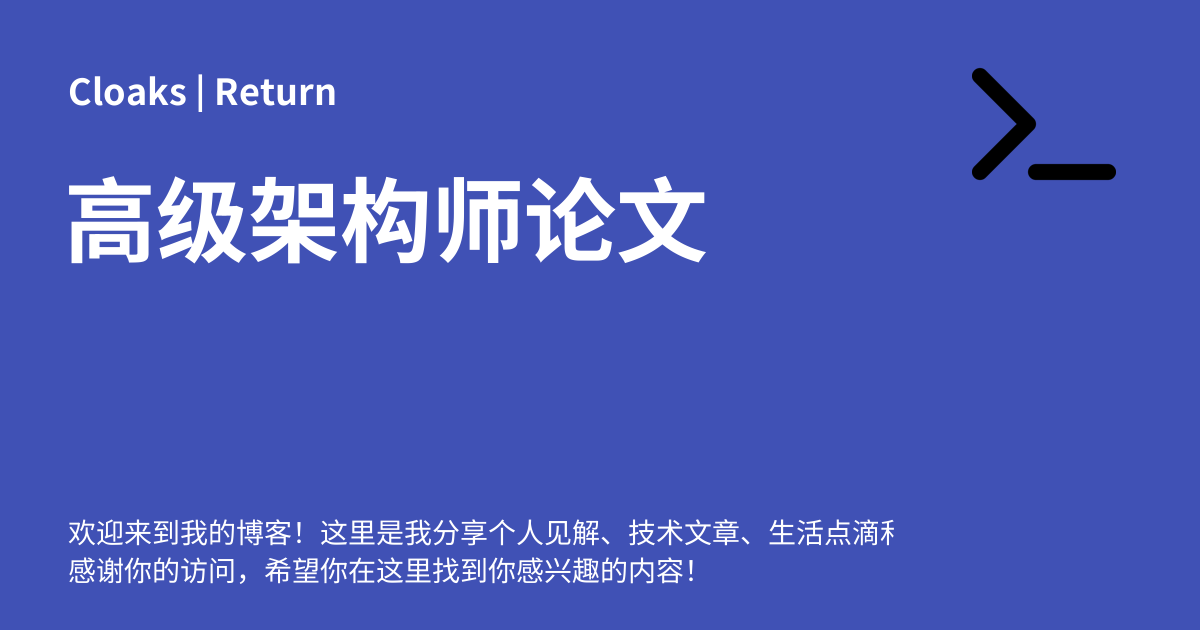 Cloaks | Return
高级架构师论文
欢迎来到我的博客！这里是我分享个人见解、技术文章、生活点滴
感谢你的访问，希望你在这里找到你感兴趣的内容！